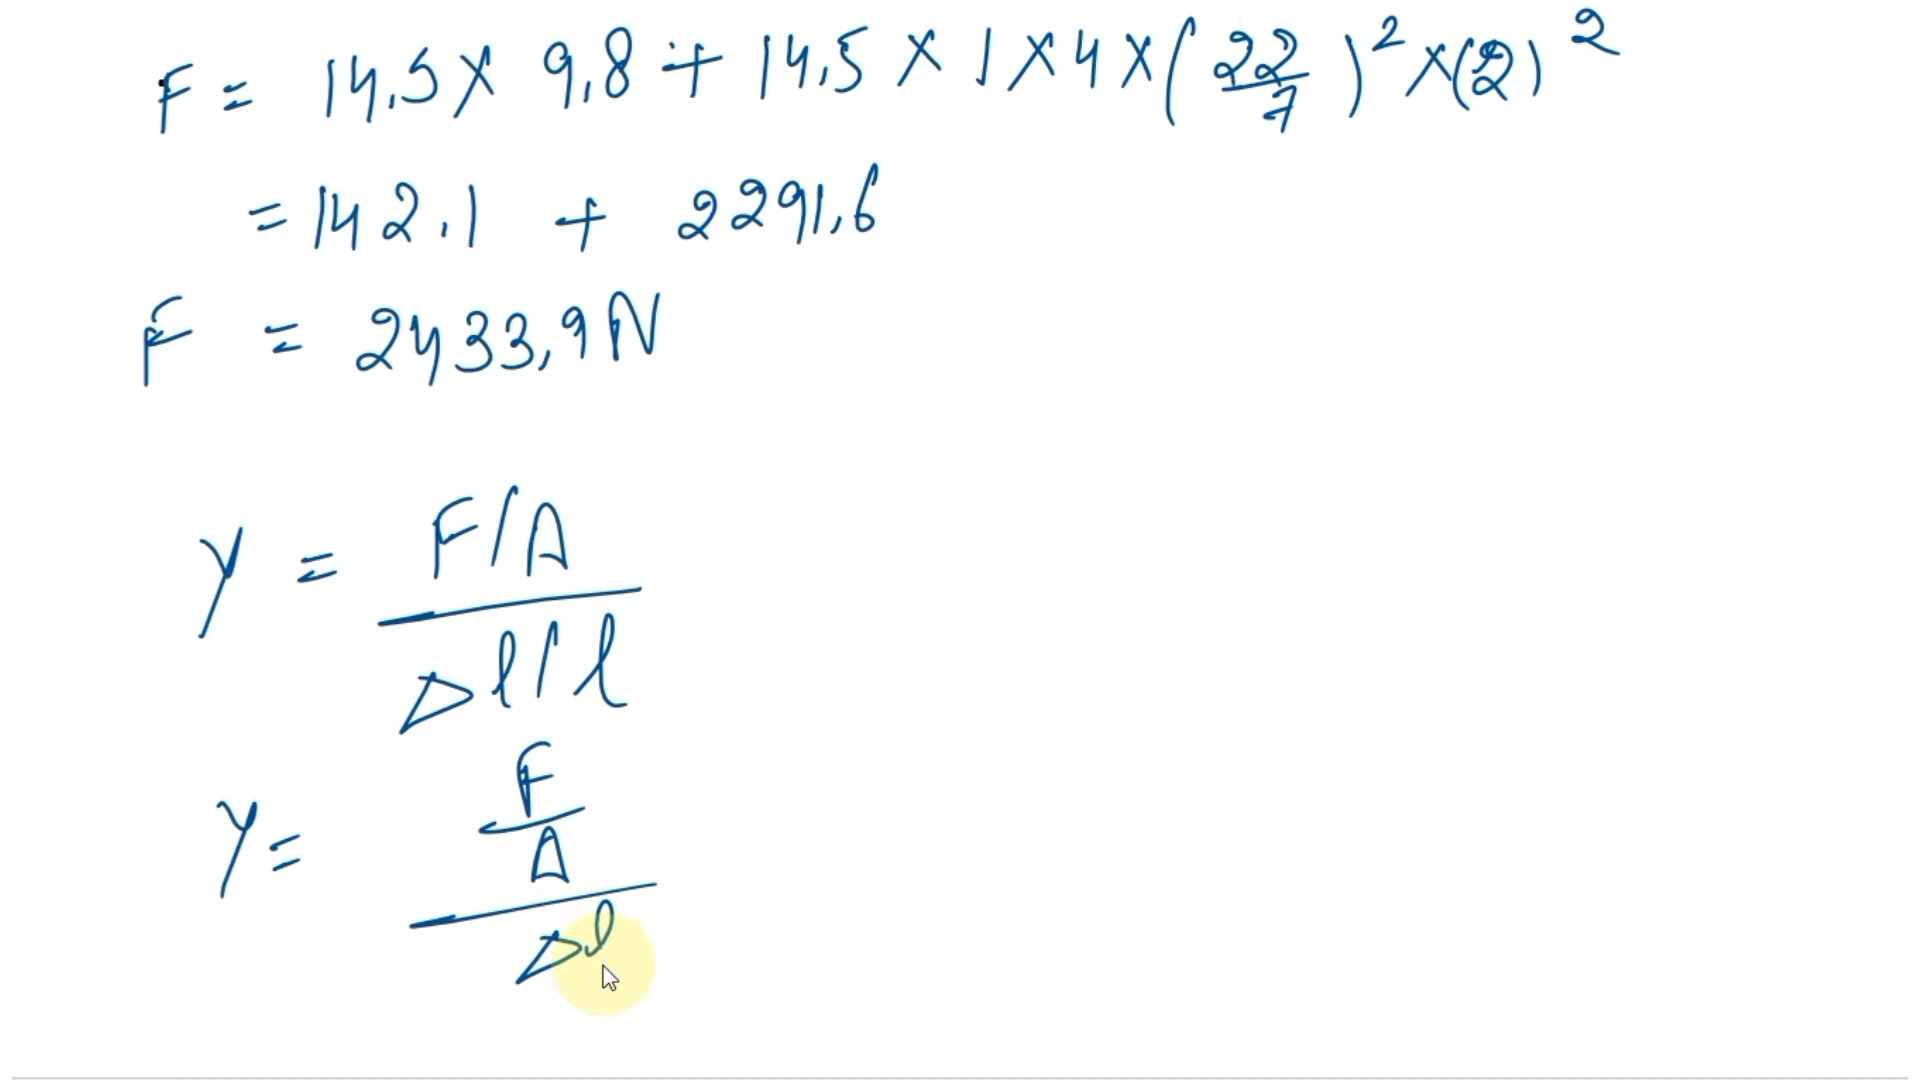 F = 14.5 × 9.8 + 14.5 × 1 × 4 × (22/7)² × (2)²
= 142.1 + 2291.6
F = 2433.9 N
Y = F/A
Δl/l
Y = F
A
Δl